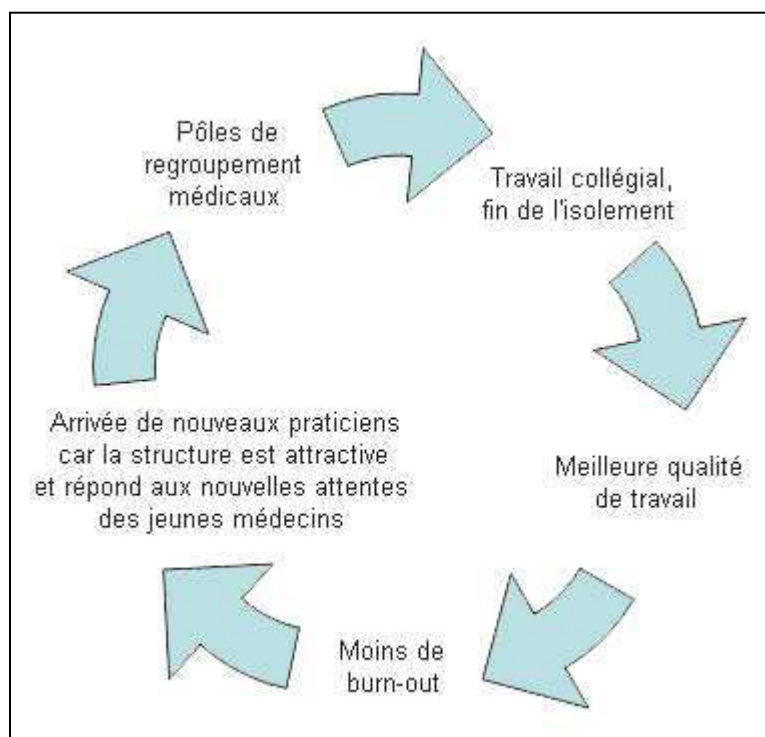 Pôles de
regroupement
médicaux
Travail collégial,
fin de l'isolement
Meilleure qualité
de travail
Moins de
burn-out
Arrivée de nouveaux praticiens
car la structure est attractive
et répond aux nouvelles attentes
des jeunes médecins